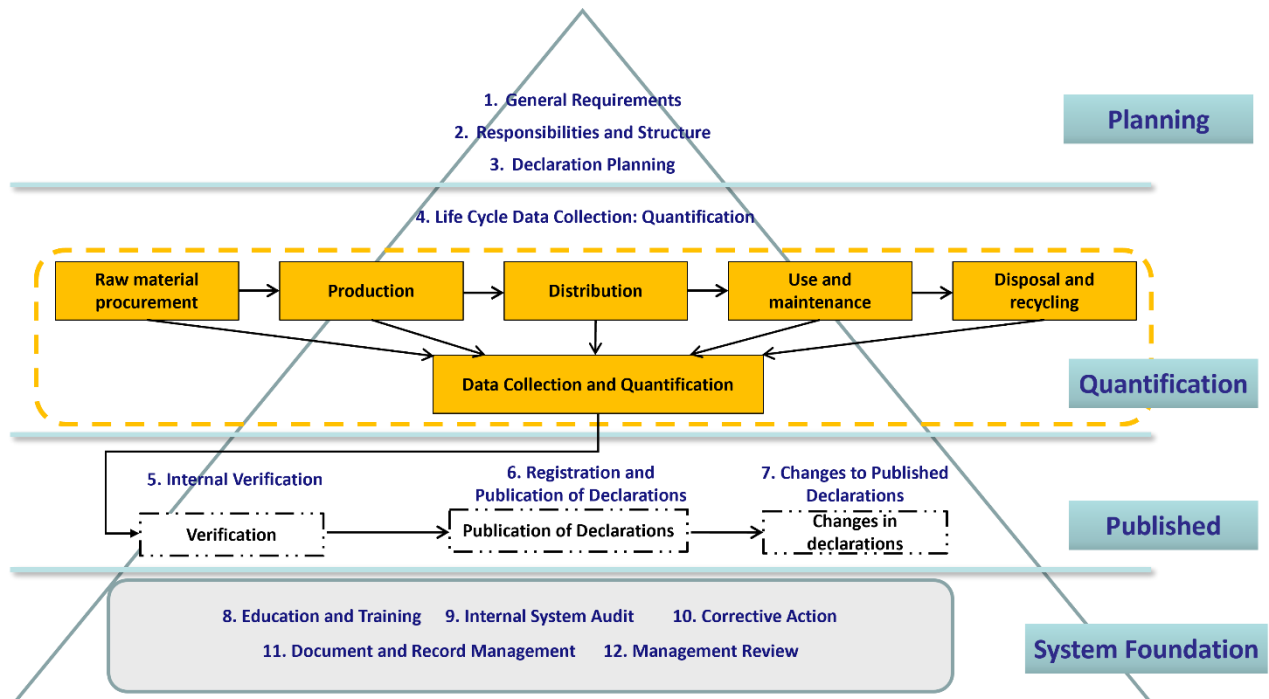 1. General Requirements
2. Responsibilities and Structure
3. Declaration Planning
Planning
4. Life Cycle Data Collection: Quantification
Raw material
procurement
Production
Distribution
Use and
maintenance
Disposal and
recycling
Data Collection and Quantification
Quantification
5. Internal Verification
6. Registration and
Publication of Declarations
7. Changes to Published
Declarations
Verification
Publication of Declarations
Changes in
declarations
Published
8. Education and Training
9. Internal System Audit
10. Corrective Action
11. Document and Record Management
12. Management Review
System Foundation